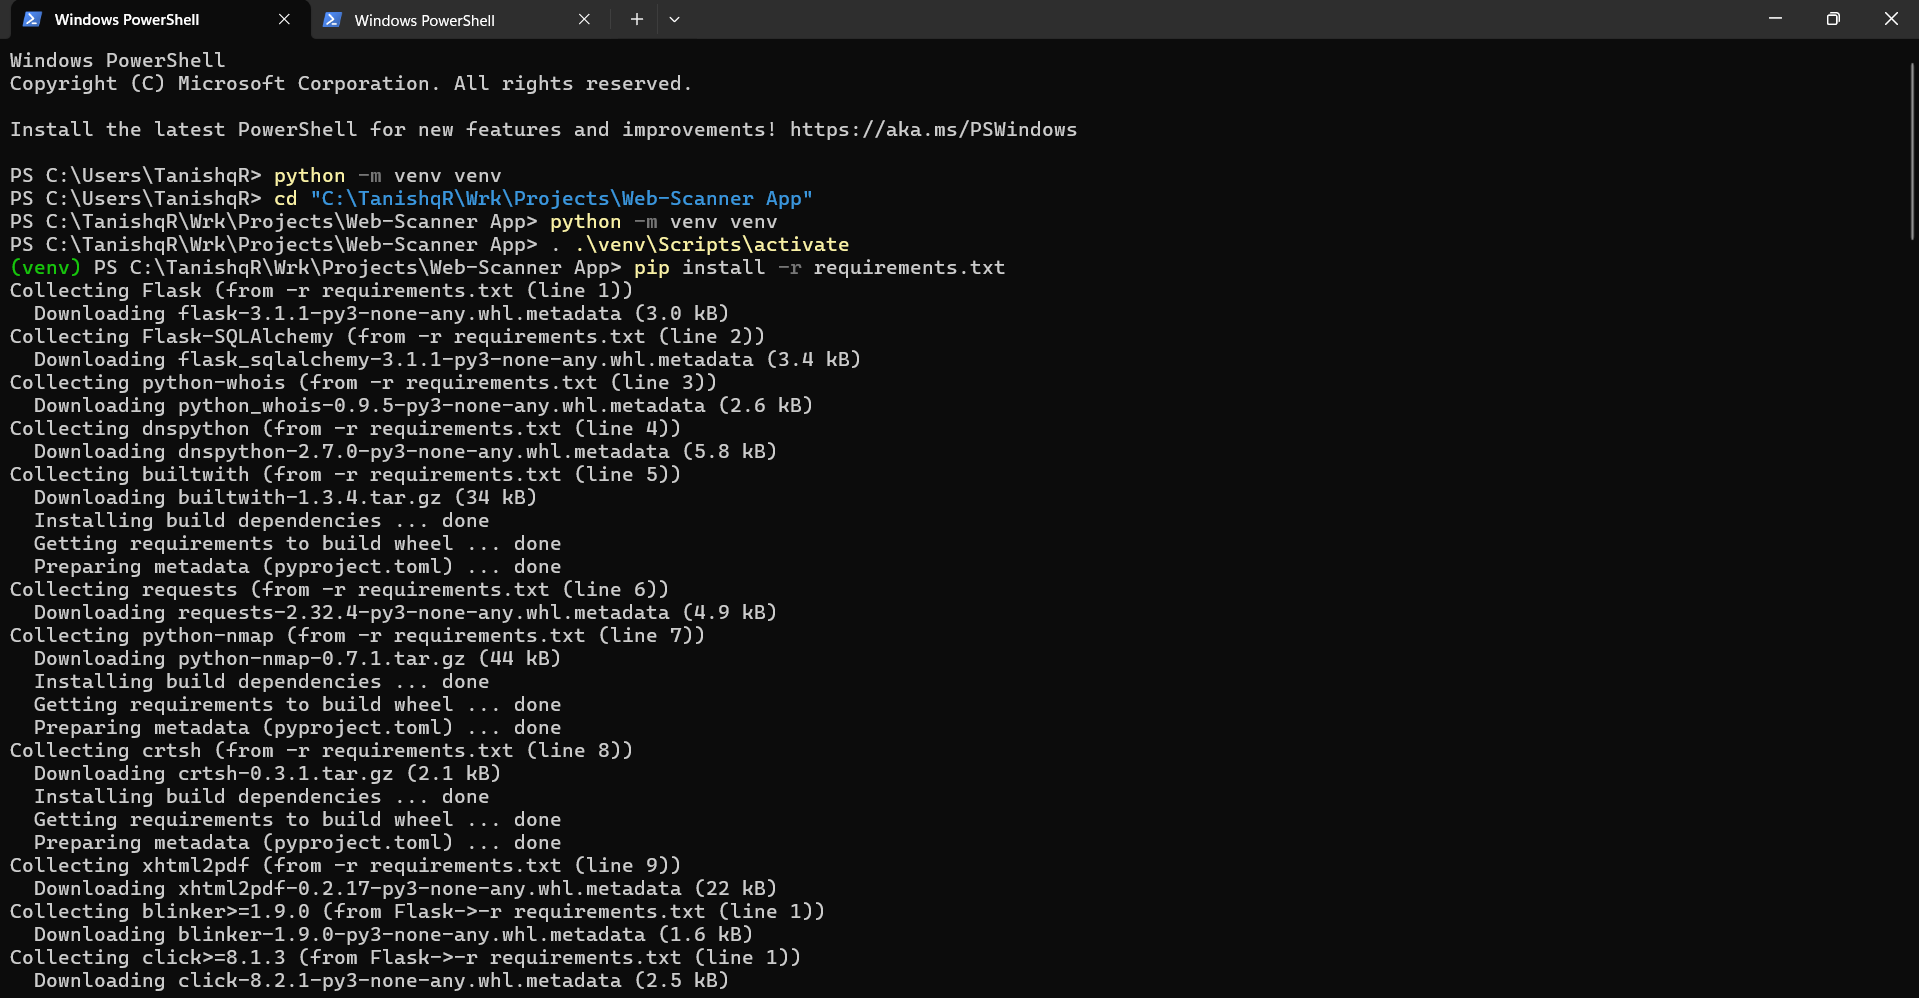 Windows PowerShell
Windows PowerShell
Windows PowerShell
Copyright (C) Microsoft Corporation. All rights reserved.
Install the latest PowerShell for new features and improvements! https://aka.ms/PSWindows
PS C:\Users\TanishqR> python -m venv venv
PS C:\Users\TanishqR> cd "C:\TanishqR\Wrk\Projects\Web-Scanner App"
PS C:\TanishqR\Wrk\Projects\Web-Scanner App> python -m venv venv
PS C:\TanishqR\Wrk\Projects\Web-Scanner App> . .\venv\Scripts\activate
(venv) PS C:\TanishqR\Wrk\Projects\Web-Scanner App> pip install -r requirements.txt
Collecting Flask (from -r requirements.txt (line 1))
  Downloading flask-3.1.1-py3-none-any.whl.metadata (3.0 kB)
Collecting Flask-SQLAlchemy (from -r requirements.txt (line 2))
  Downloading flask_sqlalchemy-3.1.1-py3-none-any.whl.metadata (3.4 kB)
Collecting python-whois (from -r requirements.txt (line 3))
  Downloading python_whois-0.9.5-py3-none-any.whl.metadata (2.6 kB)
Collecting dnspython (from -r requirements.txt (line 4))
  Downloading dnspython-2.7.0-py3-none-any.whl.metadata (5.8 kB)
Collecting builtwith (from -r requirements.txt (line 5))
  Downloading builtwith-1.3.4.tar.gz (34 kB)
  Installing build dependencies ... done
  Getting requirements to build wheel ... done
  Preparing metadata (pyproject.toml) ... done
Collecting requests (from -r requirements.txt (line 6))
  Downloading requests-2.32.4-py3-none-any.whl.metadata (4.9 kB)
Collecting python-nmap (from -r requirements.txt (line 7))
  Downloading python-nmap-0.7.1.tar.gz (44 kB)
  Installing build dependencies ... done
  Getting requirements to build wheel ... done
  Preparing metadata (pyproject.toml) ... done
Collecting crtsh (from -r requirements.txt (line 8))
  Downloading crtsh-0.3.1.tar.gz (2.1 kB)
  Installing build dependencies ... done
  Getting requirements to build wheel ... done
  Preparing metadata (pyproject.toml) ... done
Collecting xhtml2pdf (from -r requirements.txt (line 9))
  Downloading xhtml2pdf-0.2.17-py3-none-any.whl.metadata (22 kB)
Collecting blinker>=1.9.0 (from Flask->-r requirements.txt (line 1))
  Downloading blinker-1.9.0-py3-none-any.whl.metadata (1.6 kB)
Collecting click>=8.1.3 (from Flask->-r requirements.txt (line 1))
  Downloading click-8.2.1-py3-none-any.whl.metadata (2.5 kB)